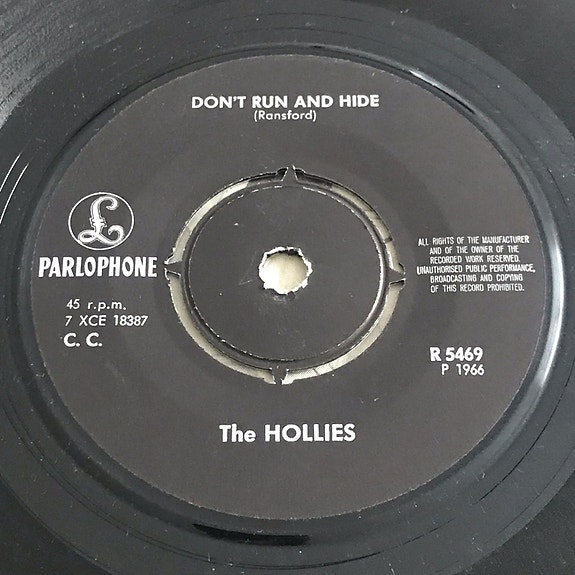 DON'T RUN AND HIDE
(Ransford)
£
PARLOPHONE
45 r.p.m.
7 XCE 18387
C. C.
ALL RIGHTS OF THE MANUFACTURER
AND OF THE OWNER OF THE
RECORDED WORK RESERVED.
UNAUTHORISED PUBLIC PERFORMANCE,
BROADCASTING AND COPYING
OF THIS RECORD PROHIBITED.
R 5469
P 1966
The HOLLIES